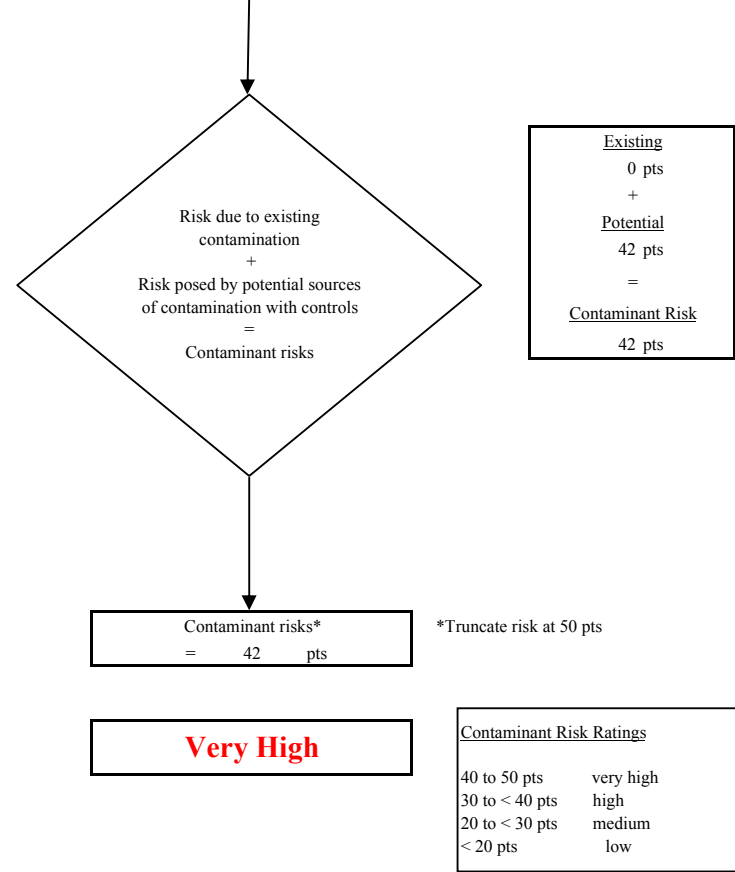 Risk due to existing
contamination
+
Risk posed by potential sources
of contamination with controls
=
Contaminant risks
Existing
0 pts
+
Potential
42 pts
=
Contaminant Risk
42 pts
Contaminant risks*
= 42 pts
*Truncate risk at 50 pts
Very High
Contaminant Risk Ratings
40 to 50 pts very high
30 to < 40 pts high
20 to < 30 pts medium
< 20 pts low